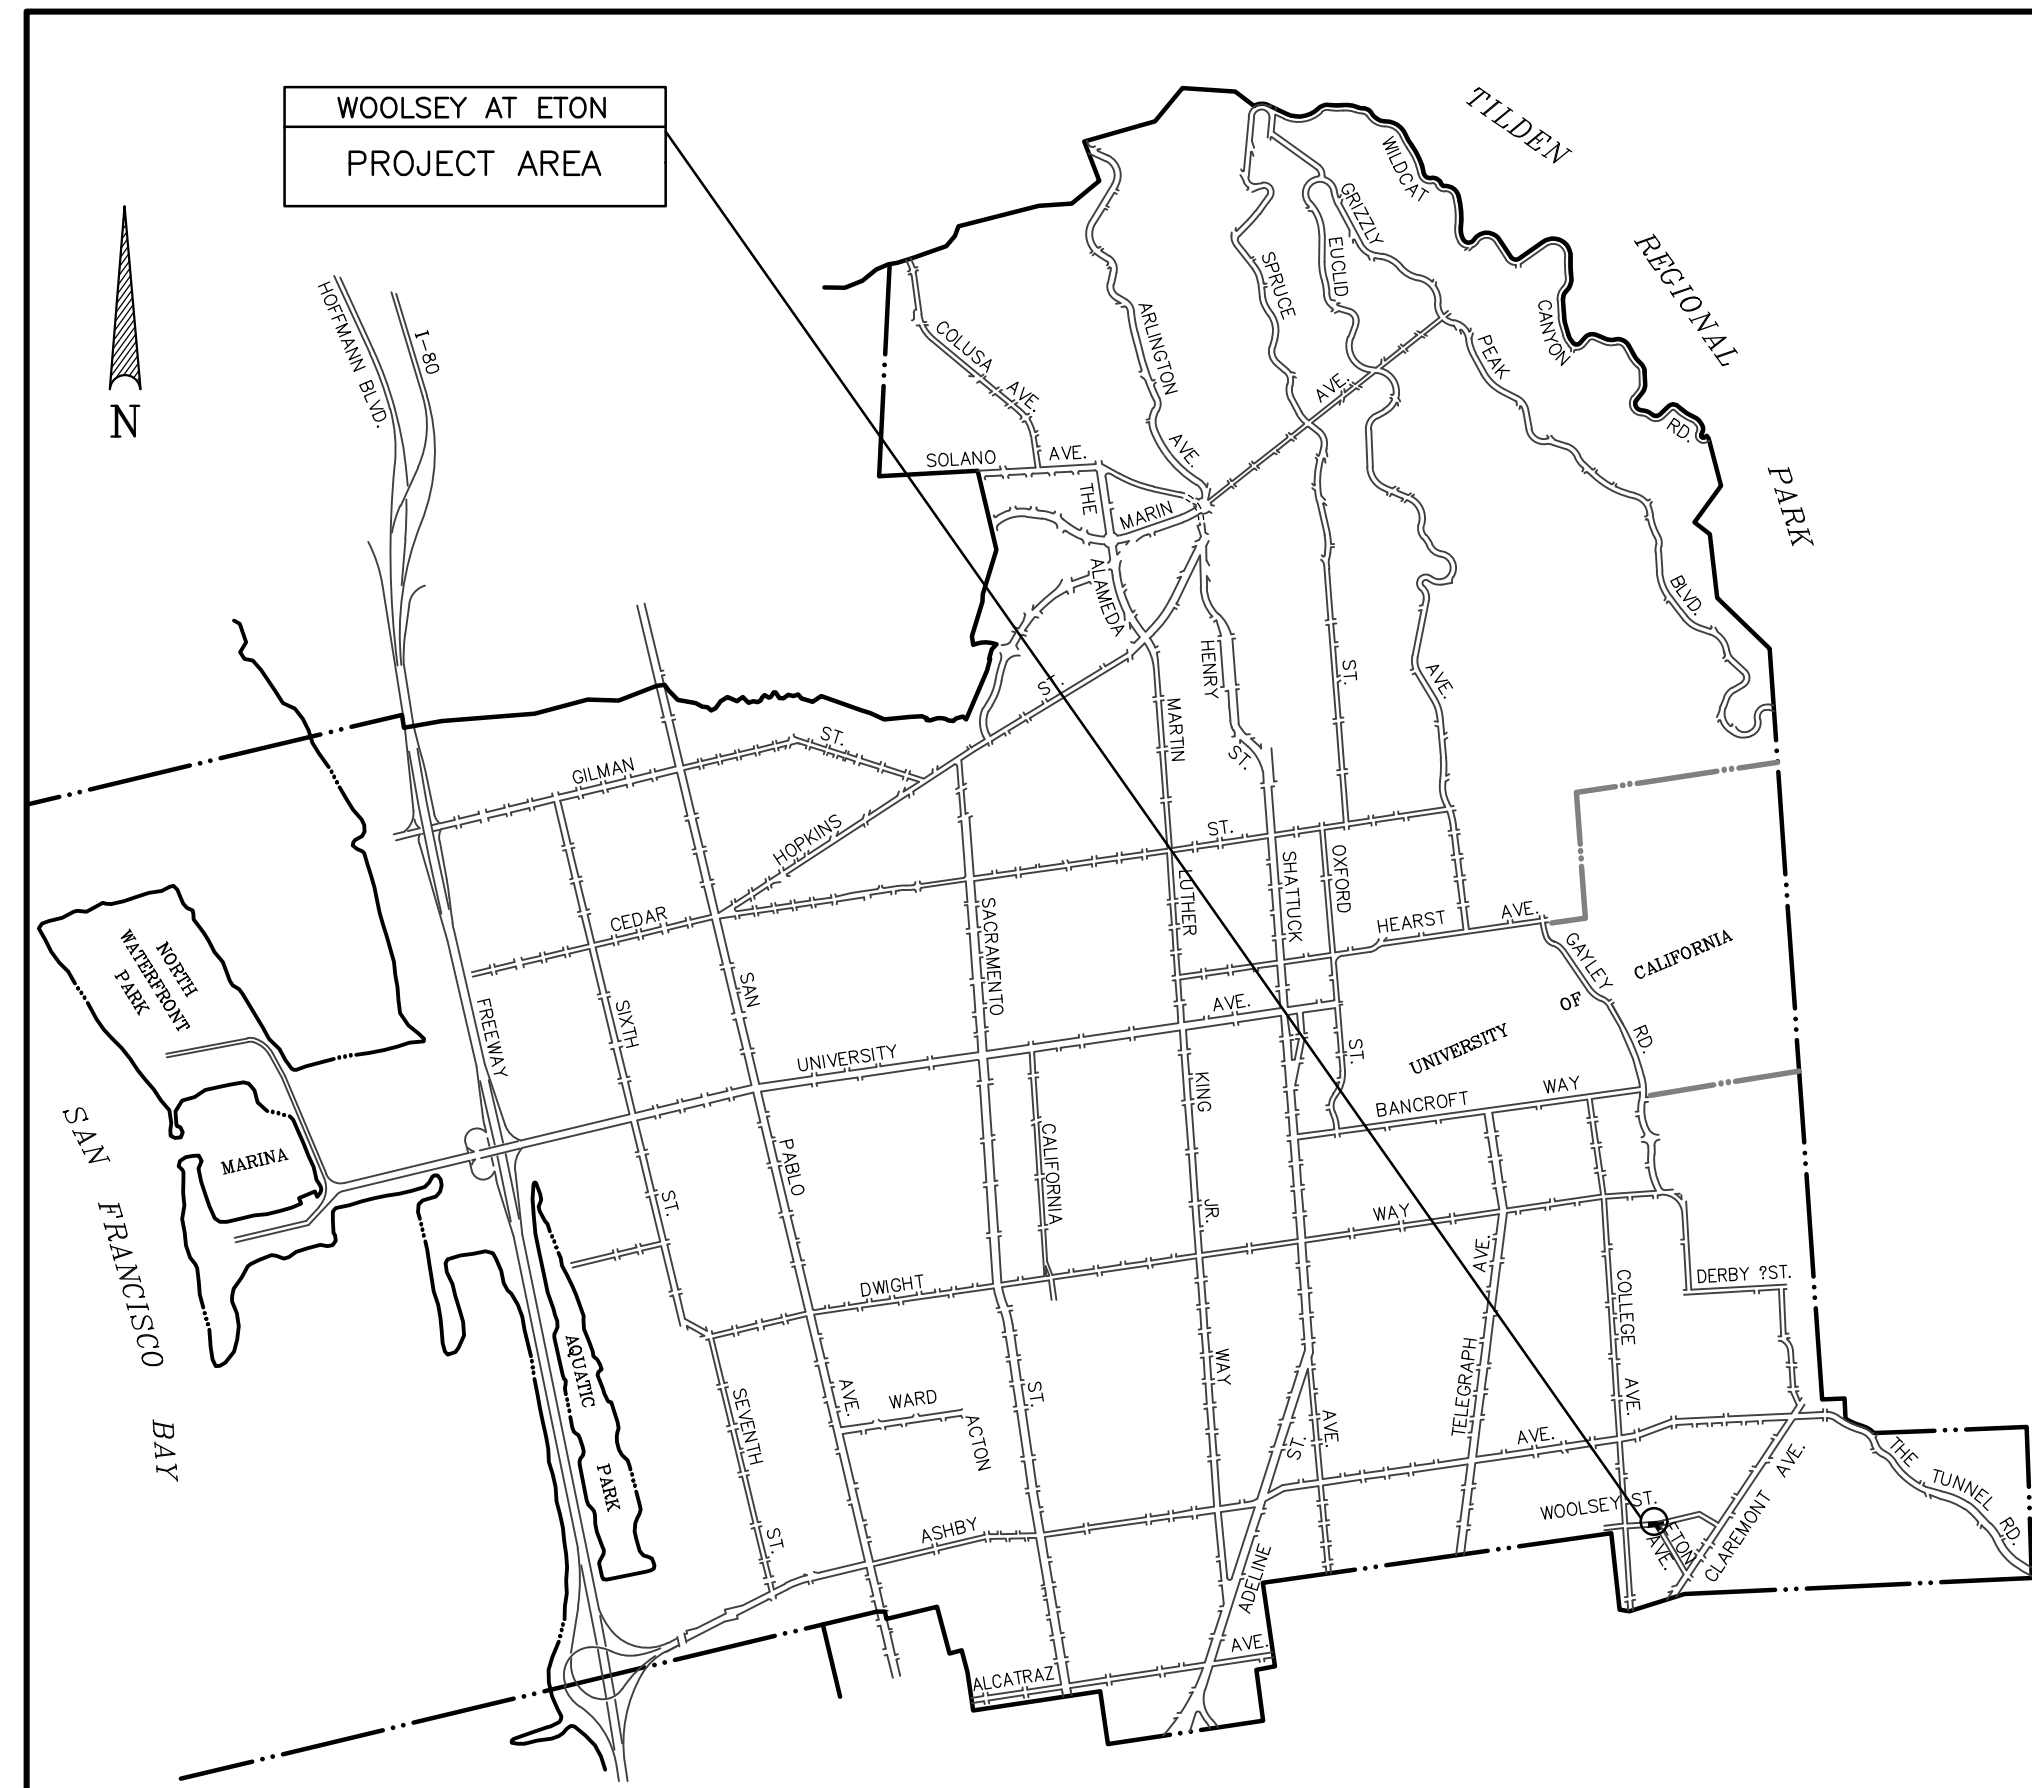 WOOLSEY AT ETON
PROJECT AREA
N
TILDEN
REGIONAL
PARK
WILDCAT
CANYON
RD.
GRIZZLY
PEAK
BLVD.
EUCLID
AVE.
SPRUCE
ST.
ARLINGTON
AVE.
COLUSA
AVE.
SOLANO AVE.
THE
ALAMEDA
MARIN
AVE.
HENRY
ST.
HOFFMANN BLVD.
I-80
FREEWAY
GILMAN
ST.
HOPKINS
ST.
CEDAR
ST.
MARTIN
LUTHER
KING
JR.
WAY
SHATTUCK
AVE.
OXFORD
ST.
HEARST AVE.
GAYLEY
RD.
UNIVERSITY
OF
CALIFORNIA
SACRAMENTO
ST.
SAN
PABLO
AVE.
SIXTH
ST.
UNIVERSITY
AVE.
CALIFORNIA
BANCROFT WAY
NORTH
WATERFRONT
PARK
MARINA
SAN
FRANCISCO
BAY
AQUATIC
PARK
DWIGHT
WAY
DERBY ?ST.
COLLEGE
AVE.
TELEGRAPH
AVE.
WARD
ACTON
SEVENTH
ST.
ASHBY
AVE.
ADELINE
ST.
WOOLSEY ST.
ETON
AVE.
CLAREMONT
AVE.
THE
TUNNEL
RD.
ALCATRAZ
AVE.